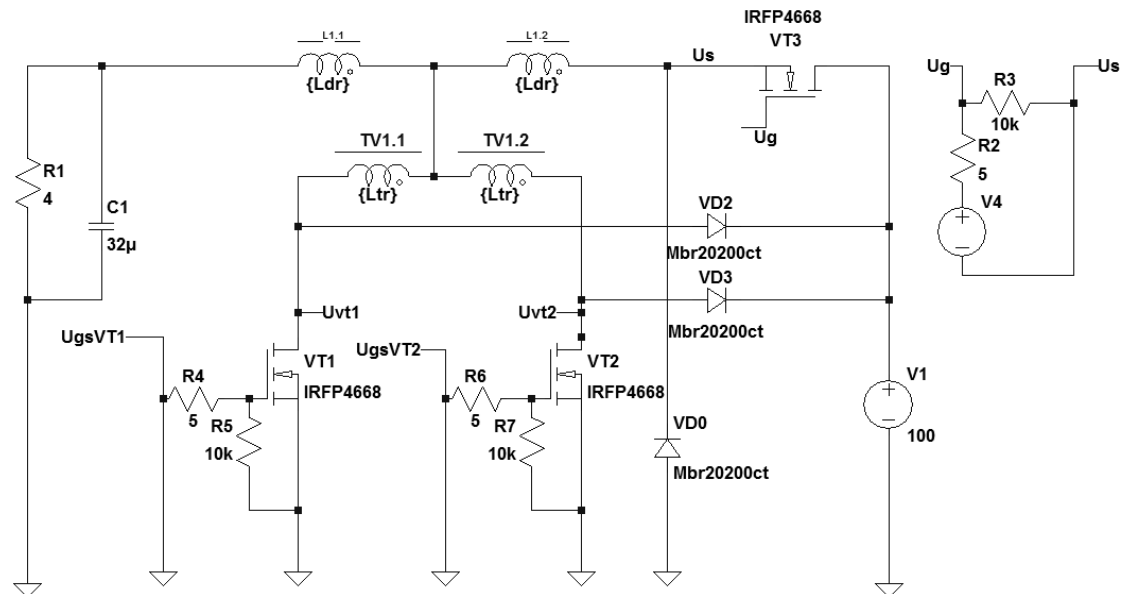 IRFP4668
VT3
L1.1
L1.2
{Ldr}
{Ldr}
Us
Ug
Ug
Us
R3
10k
R2
5
V4
TV1.1
TV1.2
{Ltr}
{Ltr}
R1
4
C1
32µ
VD2
Mbr20200ct
VD3
Mbr20200ct
Uvt1
Uvt2
UgsVT1
UgsVT2
R4
5
R5
10k
VT1
IRFP4668
R6
5
R7
10k
VT2
IRFP4668
VD0
Mbr20200ct
V1
100